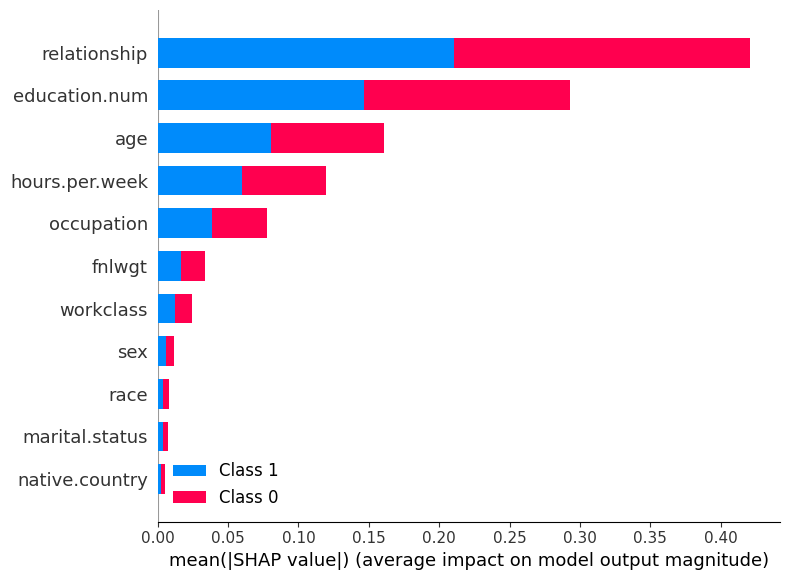 relationship
education.num
age
hours.per.week
occupation
fnlwgt
workclass
sex
race
marital.status
native.country
Class 1
Class 0
0.00 0.05 0.10 0.15 0.20 0.25 0.30 0.35 0.40
mean(|SHAP value|) (average impact on model output magnitude)